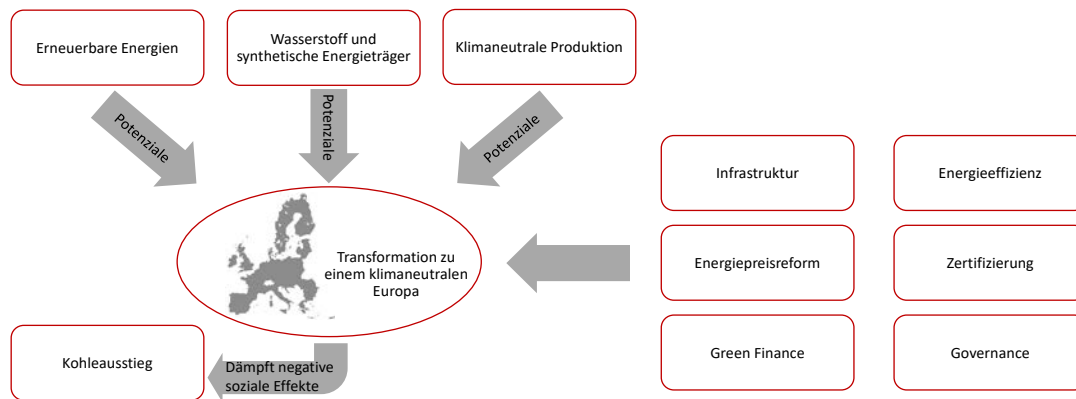 Erneuerbare Energien
Wasserstoff und
synthetische Energieträger
Klimaneutrale Produktion
Potenziale
Potenziale
Potenziale
Infrastruktur
Energieeffizienz
Transformation zu
einem klimaneutralen
Europa
Energiepreisreform
Zertifizierung
Kohleausstieg
Dämpft negative
soziale Effekte
Green Finance
Governance